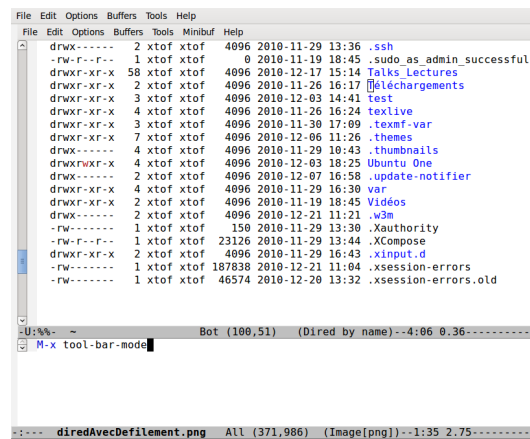 File Edit Options Buffers Tools Help
File Edit Options Buffers Tools Minibuf Help
drwx------ 2 xtof xtof 4096 2010-11-29 13:36 .ssh
-rw-r--r-- 1 xtof xtof 0 2010-11-19 18:45 .sudo_as_admin_successful
drwxr-xr-x 58 xtof xtof 4096 2010-12-17 15:14 Talks_Lectures
drwxr-xr-x 2 xtof xtof 4096 2010-11-26 16:17 Téléchargements
drwxr-xr-x 3 xtof xtof 4096 2010-12-03 14:41 test
drwxr-xr-x 4 xtof xtof 4096 2010-11-26 16:24 texlive
drwxr-xr-x 3 xtof xtof 4096 2010-11-30 17:09 .texmf-var
drwxr-xr-x 7 xtof xtof 4096 2010-12-06 11:26 .themes
drwx------ 4 xtof xtof 4096 2010-11-29 10:43 .thumbnails
drwxrwxr-x 4 xtof xtof 4096 2010-12-03 18:25 Ubuntu One
drwx------ 2 xtof xtof 4096 2010-12-07 16:58 .update-notifier
drwxr-xr-x 4 xtof xtof 4096 2010-11-29 16:30 var
drwxr-xr-x 2 xtof xtof 4096 2010-11-19 18:45 Vidéos
drwx------ 2 xtof xtof 4096 2010-12-21 11:21 .w3m
-rw------- 1 xtof xtof 150 2010-11-29 13:30 .Xauthority
-rw-r--r-- 1 xtof xtof 23126 2010-11-29 13:44 .XCompose
drwxr-xr-x 2 xtof xtof 4096 2010-11-29 16:43 .xinput.d
-rw------- 1 xtof xtof 187838 2010-12-21 11:04 .xsession-errors
-rw------- 1 xtof xtof 46574 2010-12-20 13:32 .xsession-errors.old
-U:%%- ~ Bot (100,51) (Dired by name)--4:06 0.36----------
M-x tool-bar-mode
-:--- diredAvecDefilement.png All (371,986) (Image[png])--1:35 2.75---------